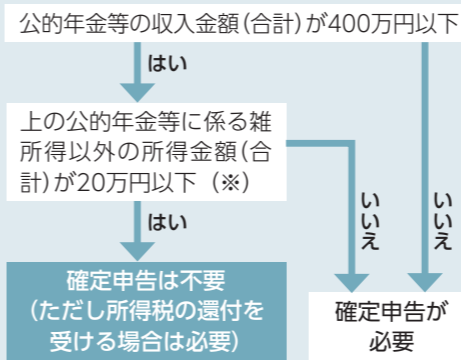 公的年金等の収入金額(合計)が400万円以下
はい
上の公的年金等に係る雑
所得以外の所得金額(合
計)が20万円以下(※)
はい
いいえ
いいえ
確定申告は不要
(ただし所得税の還付を
受ける場合は必要)
確定申告が
必要